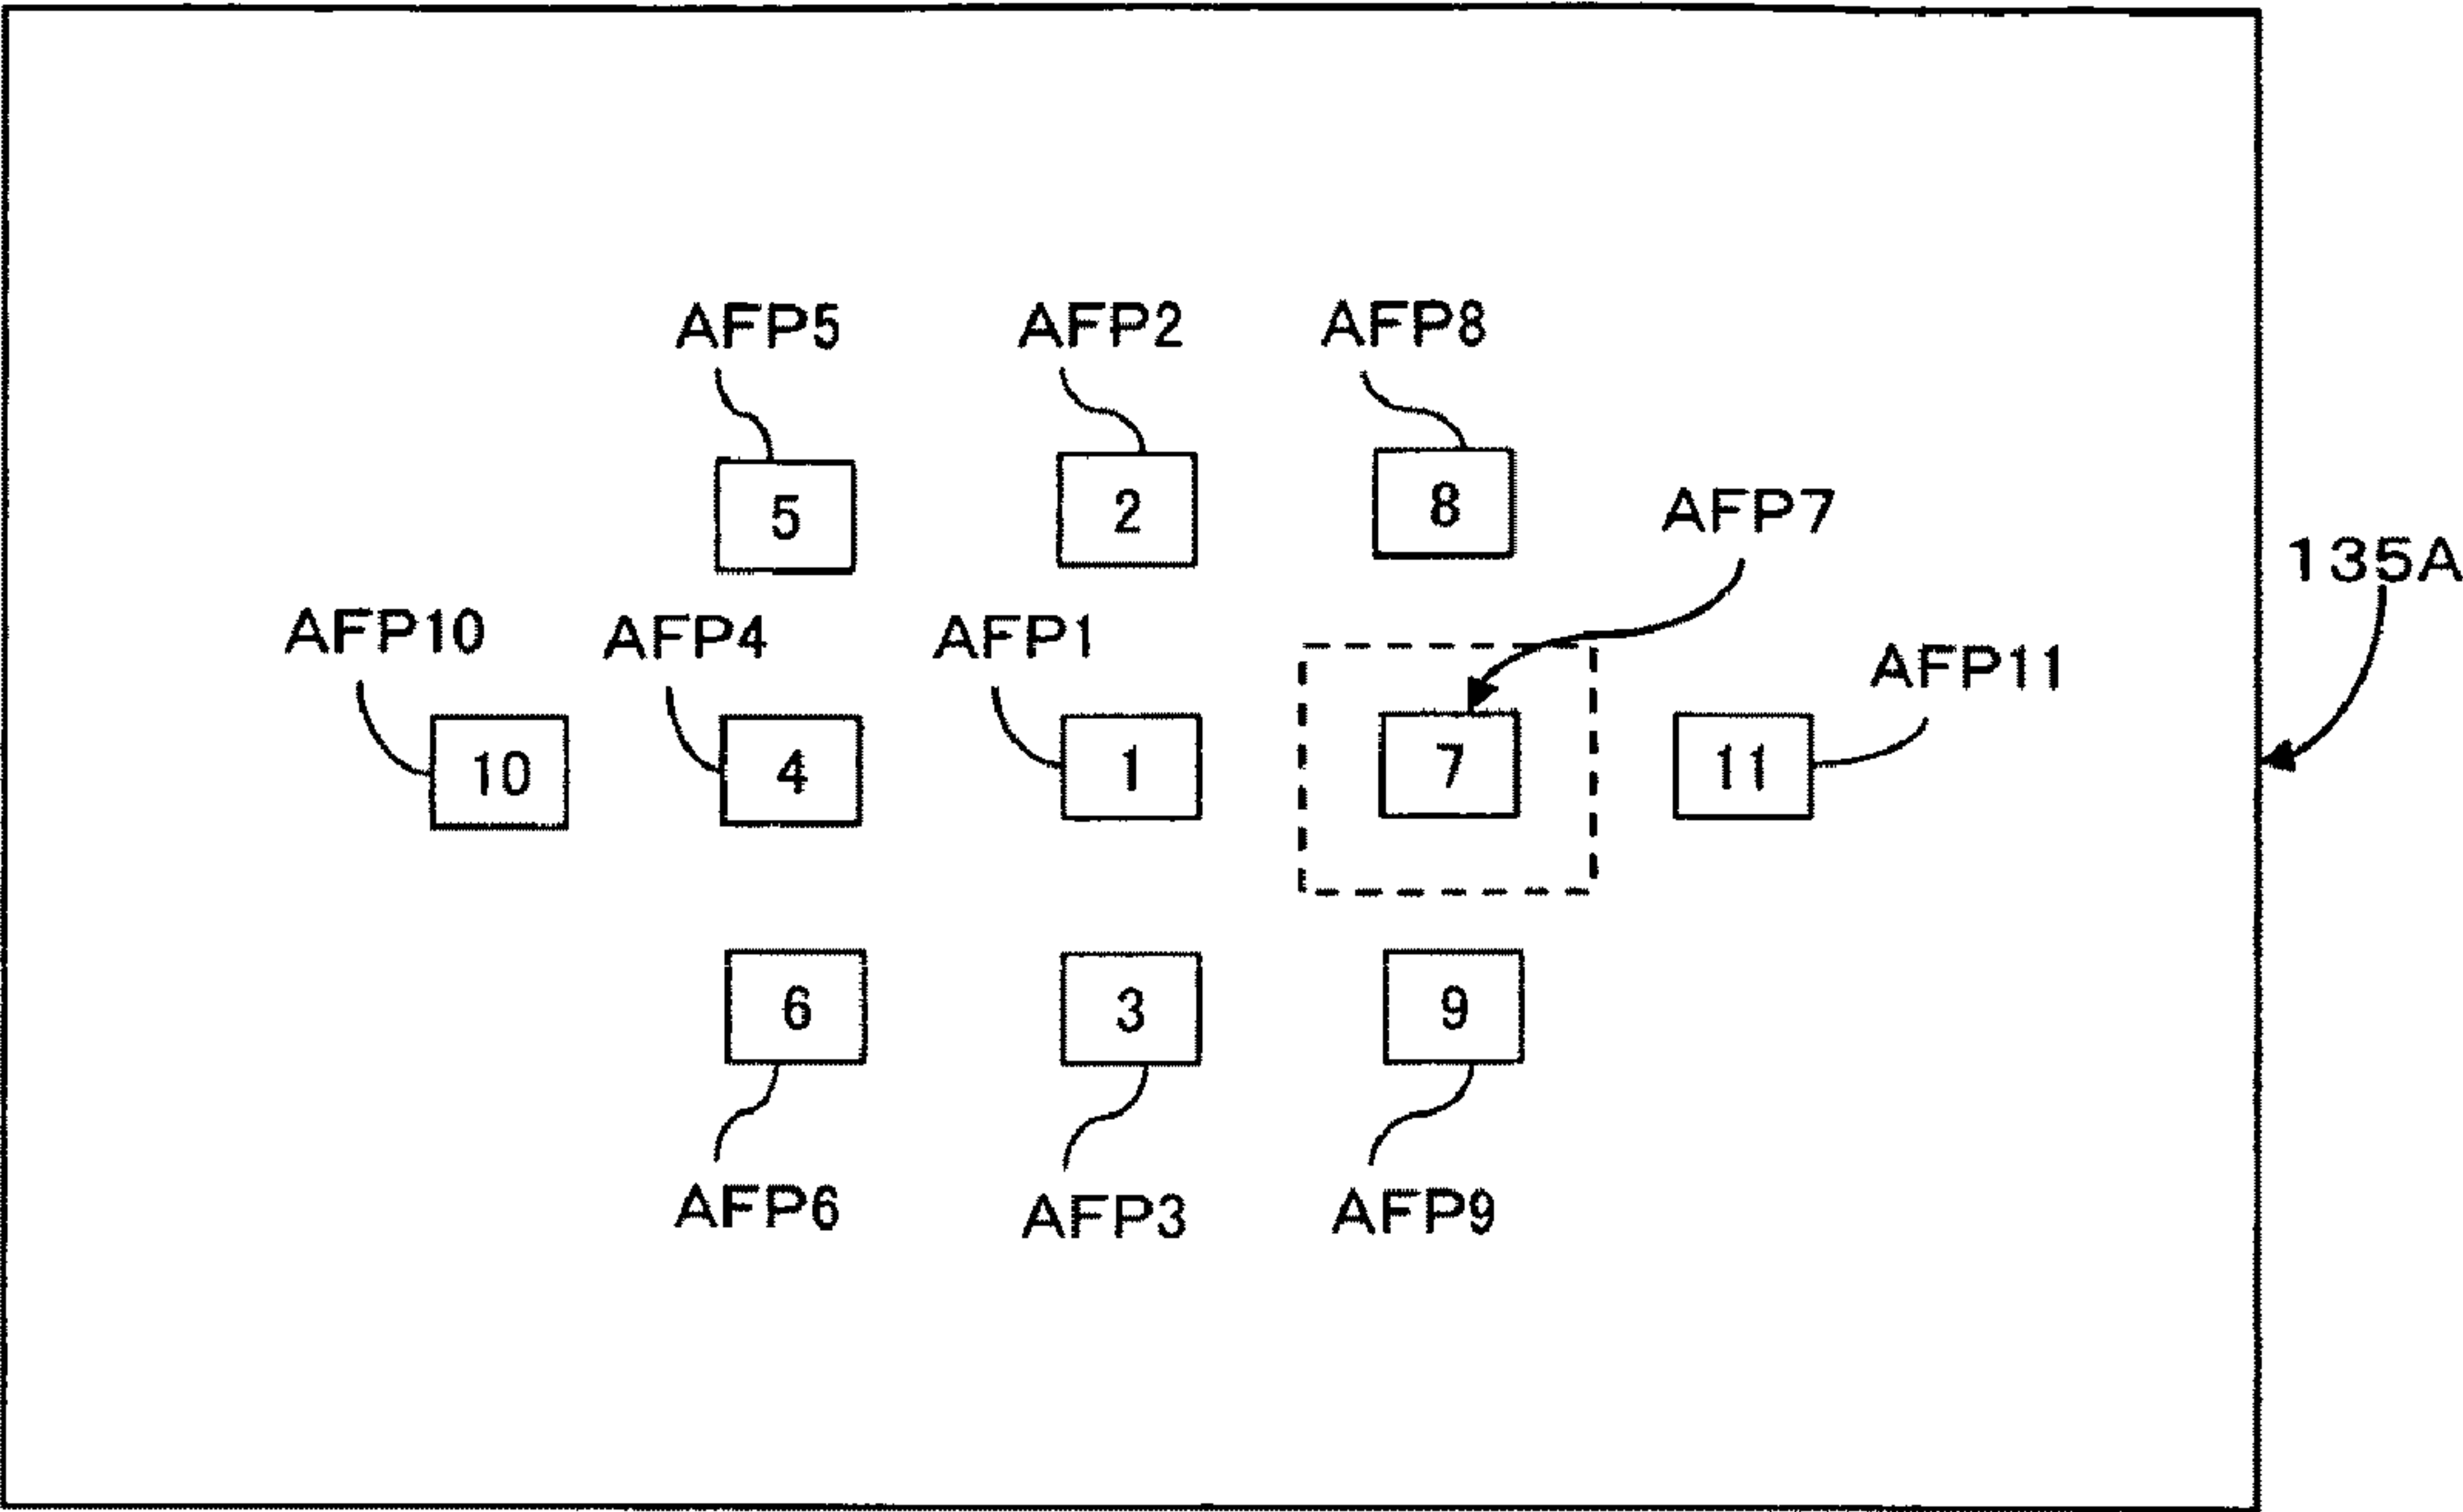 AFP5 AFP2 AFP8
5 2 8 AFP7
135A
AFP10 AFP4 AFP1 AFP11
10 4 1 7 11
6 3 9
AFP6 AFP3 AFP9